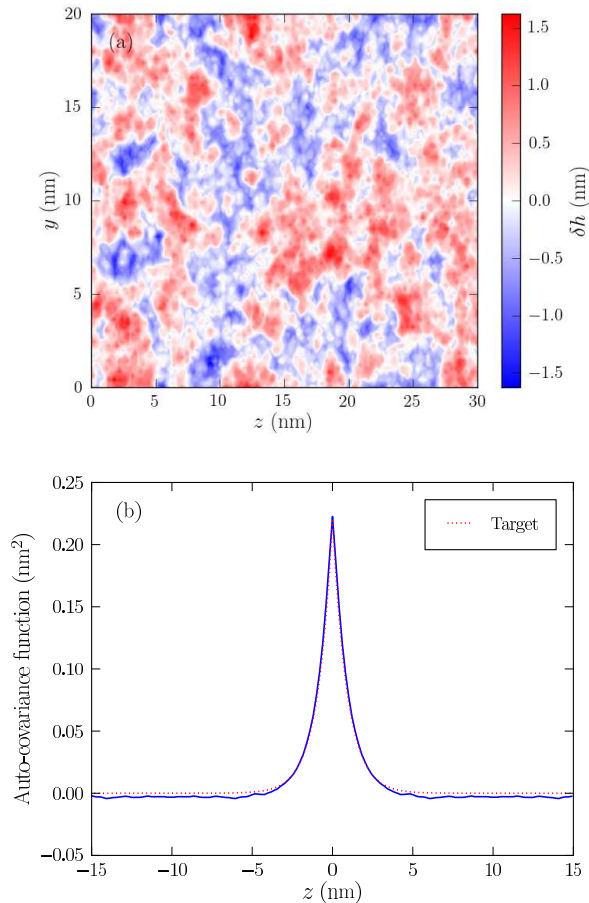 (a)
20
15
10
5
0
y (nm)
0 5 10 15 20 25 30
z (nm)
1.5
1.0
0.5
0.0
−0.5
−1.0
−1.5
δh (nm)
(b)
Target
0.25
0.20
0.15
0.10
0.05
0.00
−0.05
Auto-covariance function (nm²)
−15 −10 −5 0 5 10 15
z (nm)